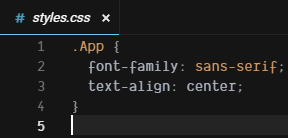 # styles.css ×
1 .App {
2   font-family: sans-serif;
3   text-align: center;
4 }
5